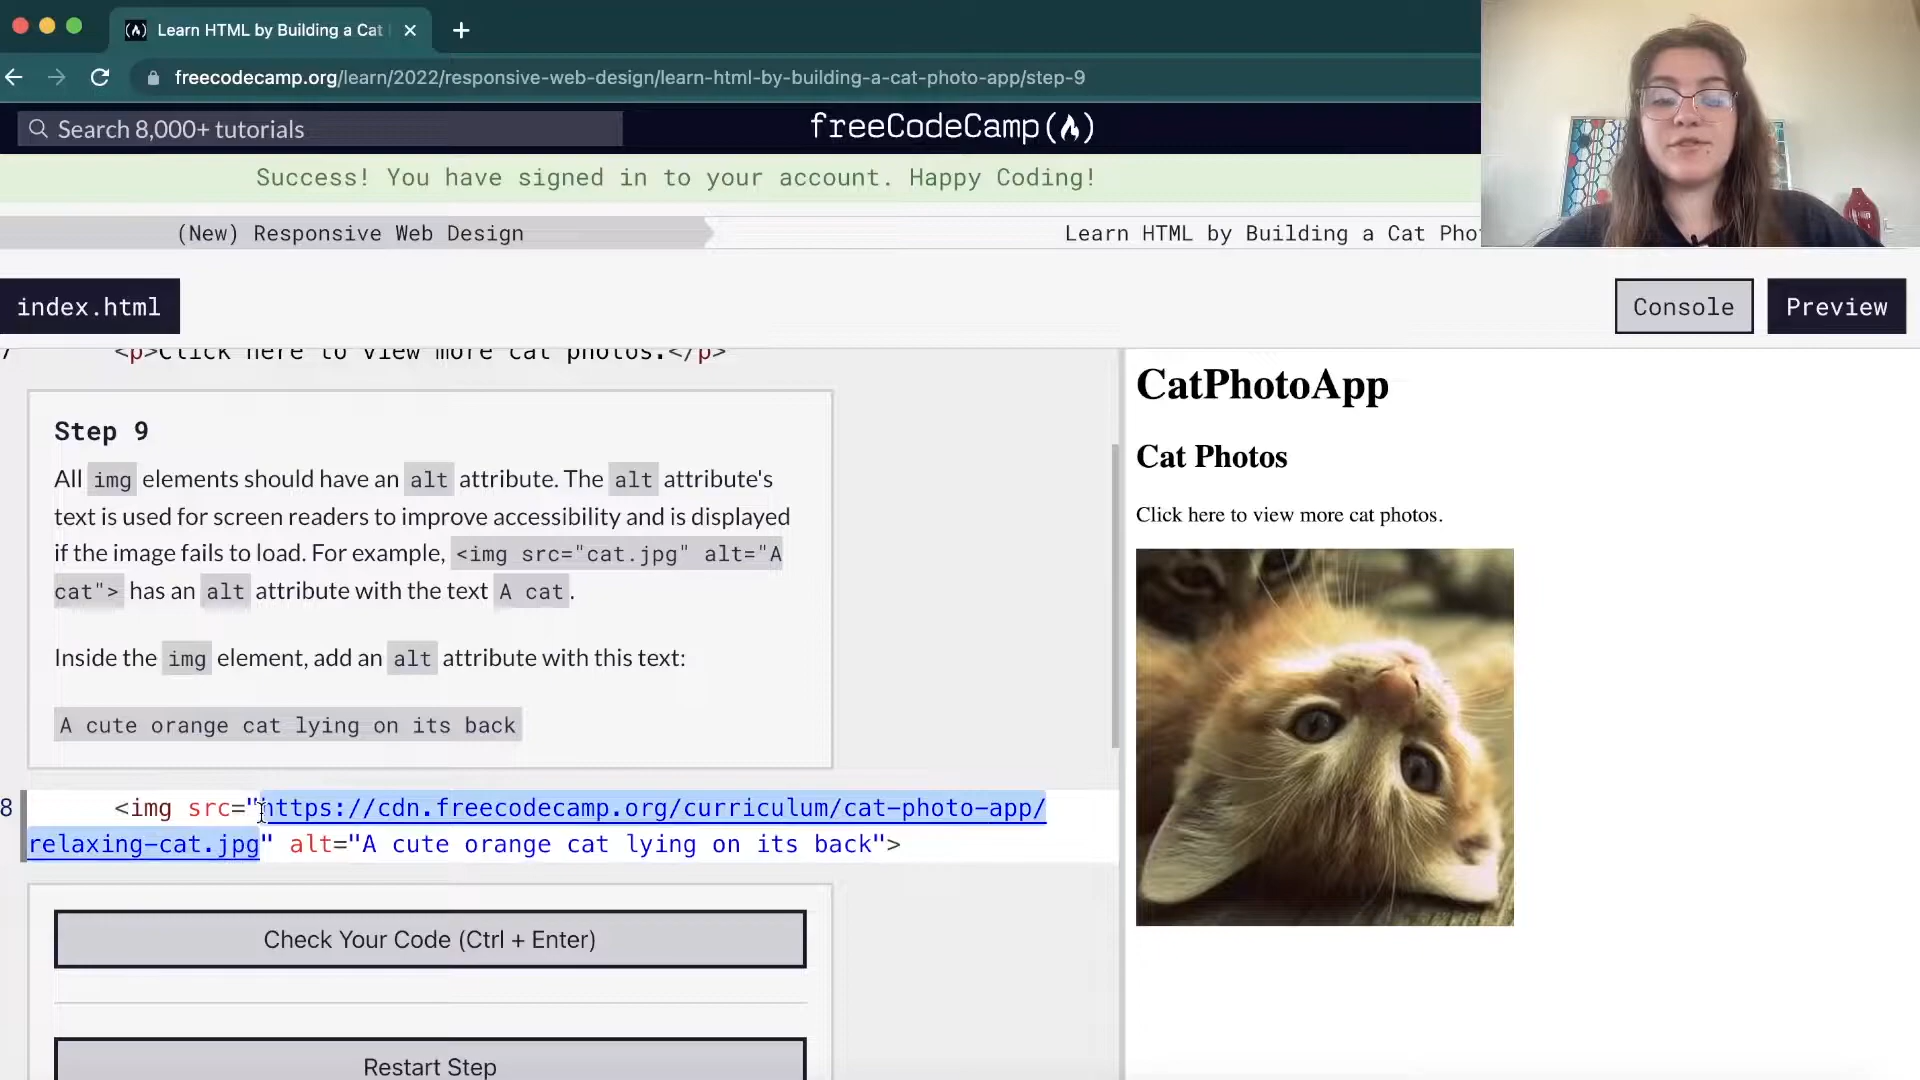 Learn HTML by Building a Cat
freecodecamp.org/learn/2022/responsive-web-design/learn-html-by-building-a-cat-photo-app/step-9
Search 8,000+ tutorials
freeCodeCamp
Success! You have signed in to your account. Happy Coding!
(New) Responsive Web Design
Learn HTML by Building a Cat Pho
index.html
Console
Preview
7 <p>Click here to view more cat photos.</p>
Step 9
All img elements should have an alt attribute. The alt attribute's
text is used for screen readers to improve accessibility and is displayed
if the image fails to load. For example, <img src="cat.jpg" alt="A
cat"> has an alt attribute with the text A cat.
Inside the img element, add an alt attribute with this text:
A cute orange cat lying on its back
8 <img src="https://cdn.freecodecamp.org/curriculum/cat-photo-app/
relaxing-cat.jpg" alt="A cute orange cat lying on its back">
Check Your Code (Ctrl + Enter)
Restart Step
CatPhotoApp
Cat Photos
Click here to view more cat photos.